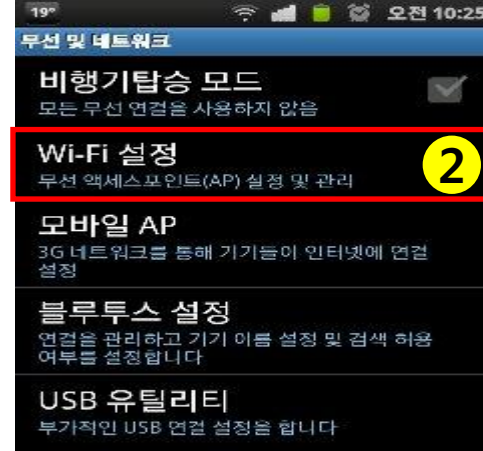 19° 오전 10:25
무선 및 네트워크
비행기탑승 모드
모든 무선 연결을 사용하지 않음
Wi-Fi 설정
무선 액세스포인트(AP) 설정 및 관리
2
모바일 AP
3G 네트워크를 통해 기기들이 인터넷에 연결
설정
블루투스 설정
연결을 관리하고 기기 이름 설정 및 검색 허용
여부를 설정합니다
USB 유틸리티
부가적인 USB 연결 설정을 합니다